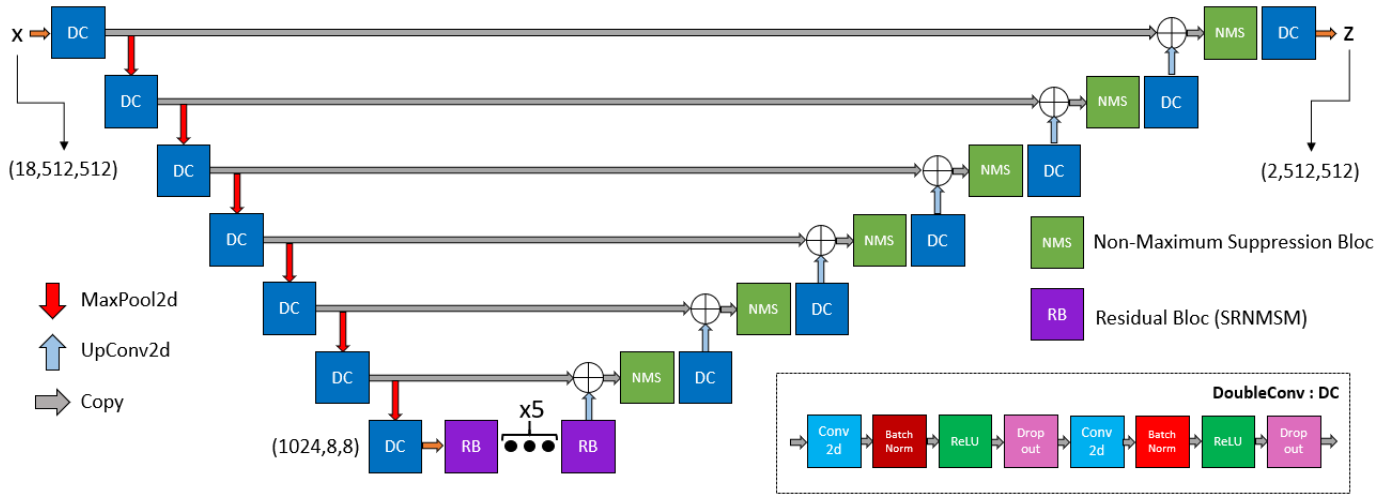 X DC NMS DC Z
DC NMS DC
(18,512,512) DC NMS DC (2,512,512)
DC NMS DC
NMS Non-Maximum Suppression Bloc
MaxPool2d
DC NMS DC
RB Residual Bloc (SRNMSM)
UpConv2d
DC NMS DC
Copy
x5
(1024,8,8) DC RB RB
DoubleConv : DC
Conv 2d Batch Norm ReLU Drop out Conv 2d Batch Norm ReLU Drop out